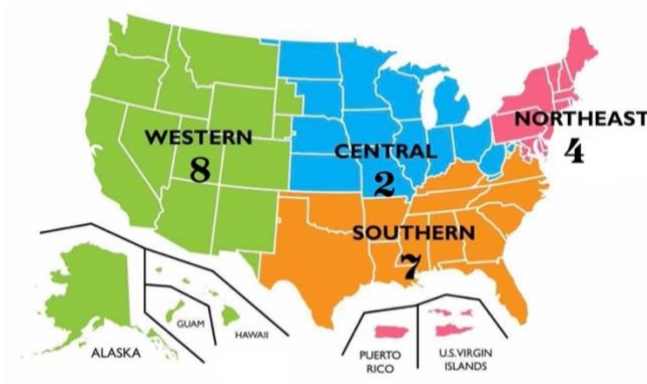 WESTERN
8
CENTRAL
2
NORTHEAST
4
SOUTHERN
7
ALASKA
GUAM
HAWAII
PUERTO
RICO
U.S.VIRGIN
ISLANDS